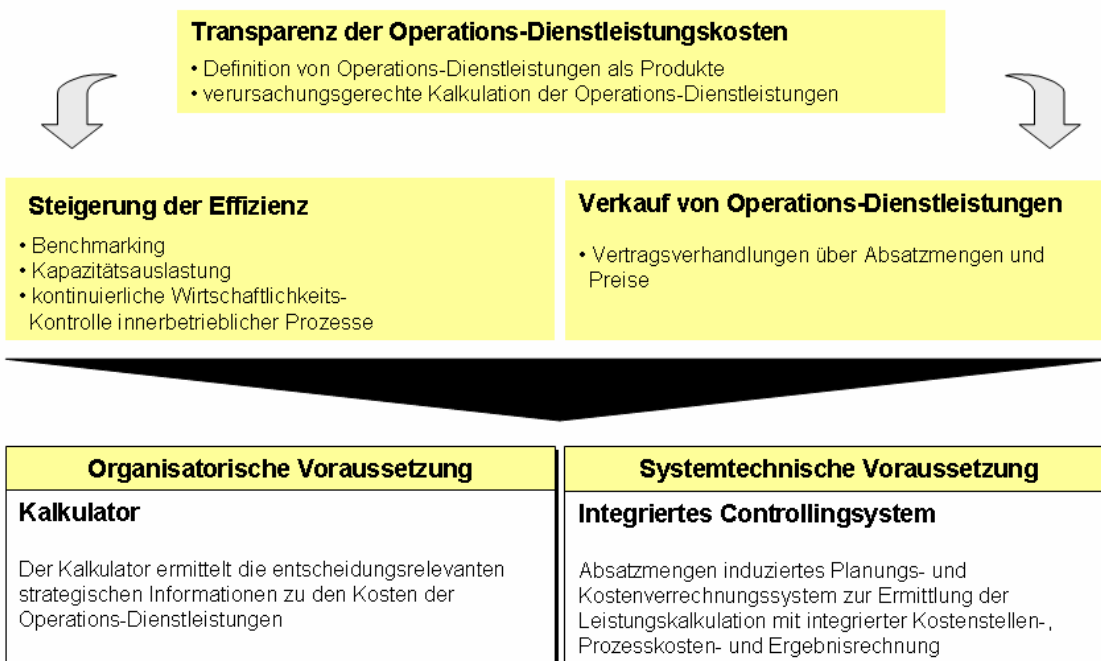 Transparenz der Operations-Dienstleistungskosten
• Definition von Operations-Dienstleistungen als Produkte
• verursachungsgerechte Kalkulation der Operations-Dienstleistungen
Steigerung der Effizienz
• Benchmarking
• Kapazitätsauslastung
• kontinuierliche Wirtschaftlichkeits-
Kontrolle innerbetrieblicher Prozesse
Verkauf von Operations-Dienstleistungen
• Vertragsverhandlungen über Absatzmengen und
Preise
Organisatorische Voraussetzung
Kalkulator
Der Kalkulator ermittelt die entscheidungsrelevanten
strategischen Informationen zu den Kosten der
Operations-Dienstleistungen
Systemtechnische Voraussetzung
Integriertes Controllingsystem
Absatzmengen induziertes Planungs- und
Kostenverrechnungssystem zur Ermittlung der
Leistungskalkulation mit integrierter Kostenstellen-,
Prozesskosten- und Ergebnisrechnung